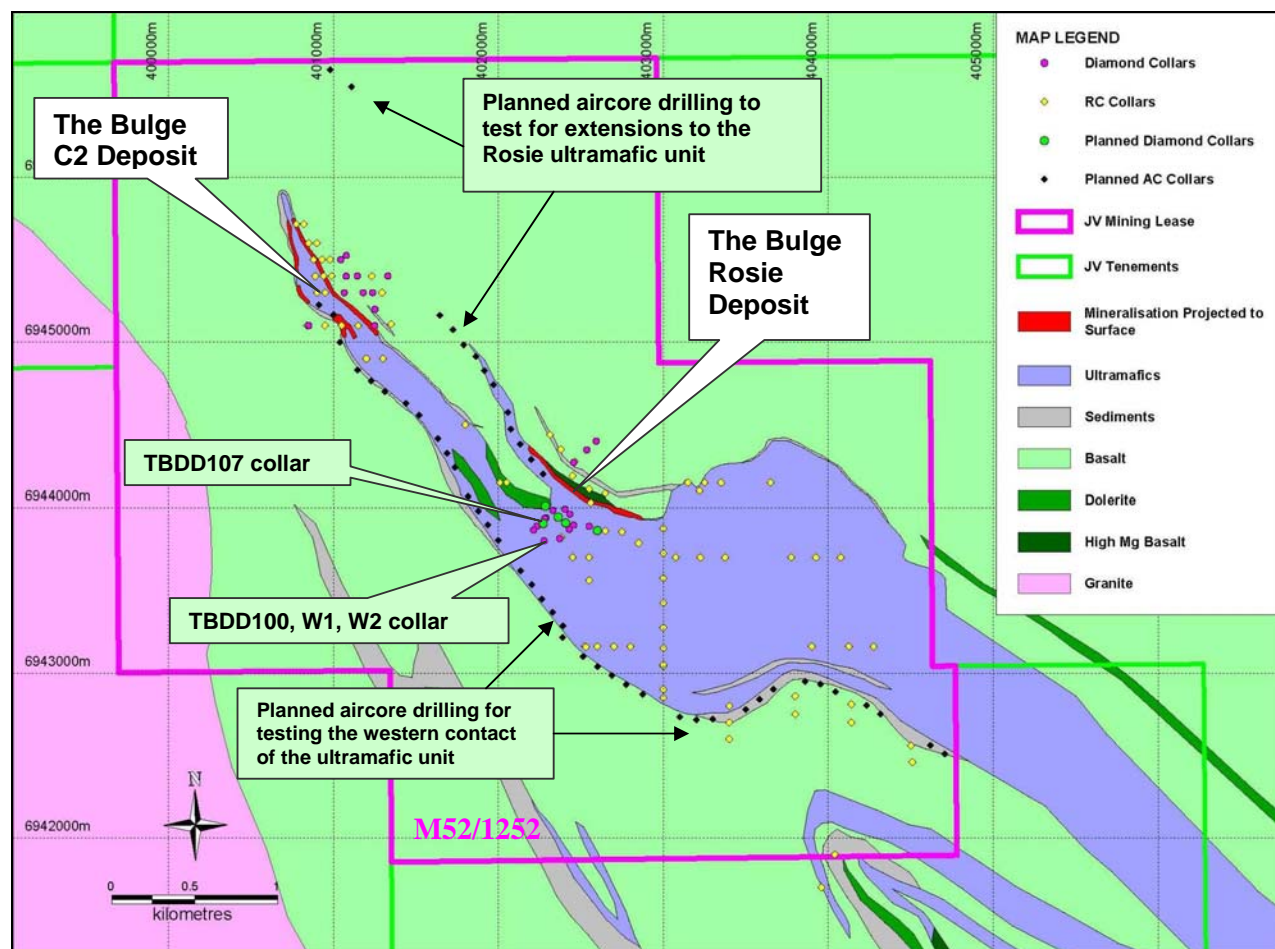 400000m
401000m
402000m
403000m
404000m
405000m
MAP LEGEND
Diamond Collars
RC Collars
Planned Diamond Collars
Planned AC Collars
JV Mining Lease
JV Tenements
Mineralisation Projected to
Surface
Ultramafics
Sediments
Basalt
Dolerite
High Mg Basalt
Granite
The Bulge
C2 Deposit
Planned aircore drilling to
test for extensions to the
Rosie ultramafic unit
The Bulge
Rosie
Deposit
6945000m
TBDD107 collar
6944000m
TBDD100, W1, W2 collar
6943000m
Planned aircore drilling for
testing the western contact
of the ultramafic unit
N
6942000m
M52/1252
0 0.5 1
kilometres